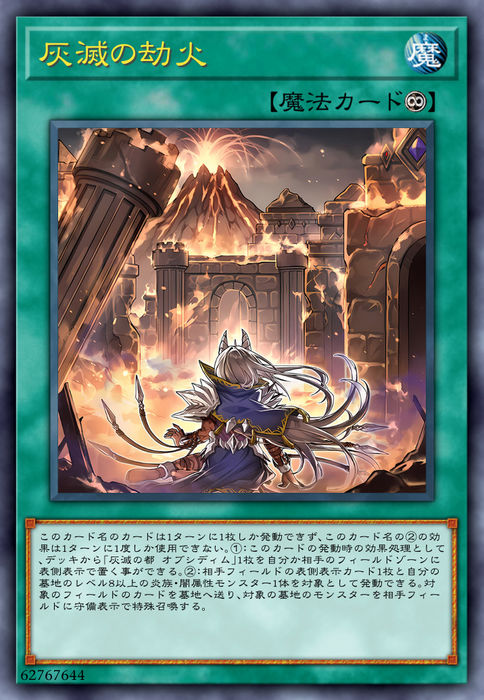 灰滅の劫火
魔
【魔法カード♾】
このカード名のカードは1ターンに1枚しか発動できず、このカード名の②の効
果は1ターンに1度しか使用できない。①:このカードの発動時の効果処理として
、デッキから「灰滅の都 オブシディム」1枚を自分か相手のフィールドゾーンに
表側表示で置く事ができる。②:相手フィールドの表側表示カード1枚と自分の
墓地のレベル8以上の炎族・闇属性モンスター1体を対象として発動できる。対
象のフィールドのカードを墓地へ送り、対象の墓地のモンスターを相手フィー
ルドに守備表示で特殊召喚する。
62767644